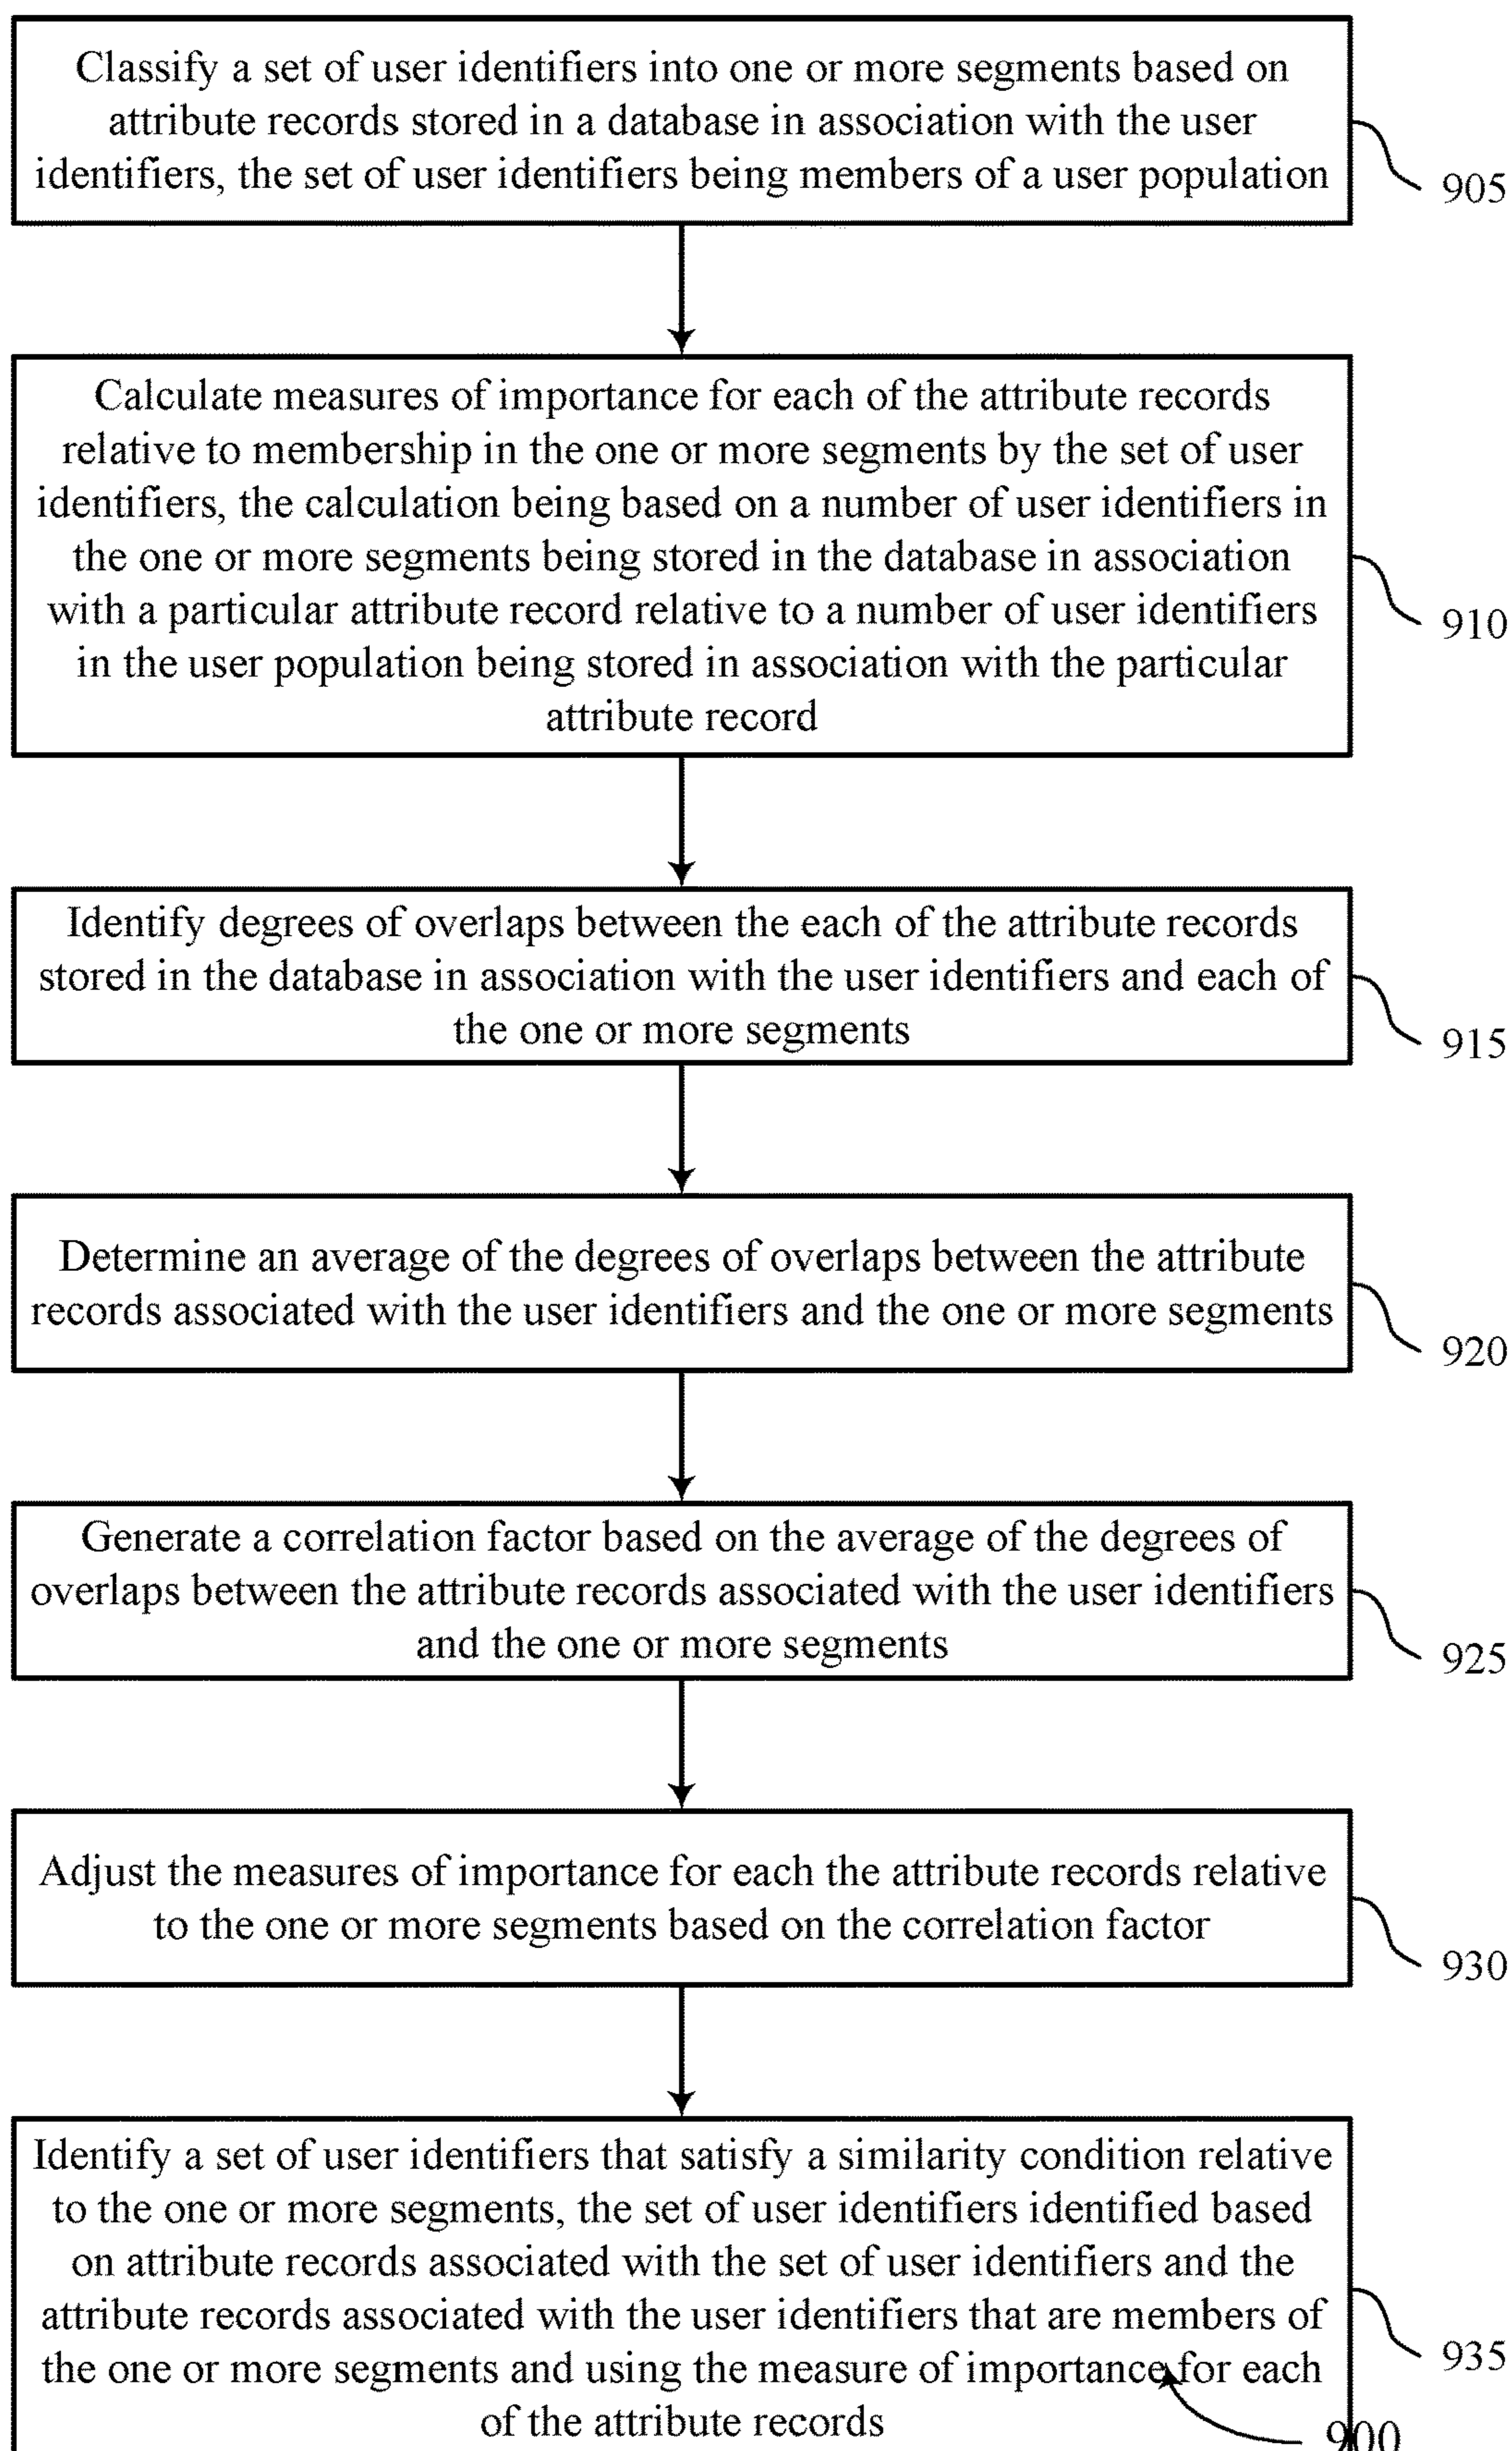 Classify a set of user identifiers into one or more segments based on
attribute records stored in a database in association with the user
identifiers, the set of user identifiers being members of a user population
905
Calculate measures of importance for each of the attribute records
relative to membership in the one or more segments by the set of user
identifiers, the calculation being based on a number of user identifiers in
the one or more segments being stored in the database in association
with a particular attribute record relative to a number of user identifiers
in the user population being stored in association with the particular
attribute record
910
Identify degrees of overlaps between the each of the attribute records
stored in the database in association with the user identifiers and each of
the one or more segments
915
Determine an average of the degrees of overlaps between the attribute
records associated with the user identifiers and the one or more segments
920
Generate a correlation factor based on the average of the degrees of
overlaps between the attribute records associated with the user identifiers
and the one or more segments
925
Adjust the measures of importance for each the attribute records relative
to the one or more segments based on the correlation factor
930
Identify a set of user identifiers that satisfy a similarity condition relative
to the one or more segments, the set of user identifiers identified based
on attribute records associated with the set of user identifiers and the
attribute records associated with the user identifiers that are members of
the one or more segments and using the measure of importance for each
of the attribute records
935
900